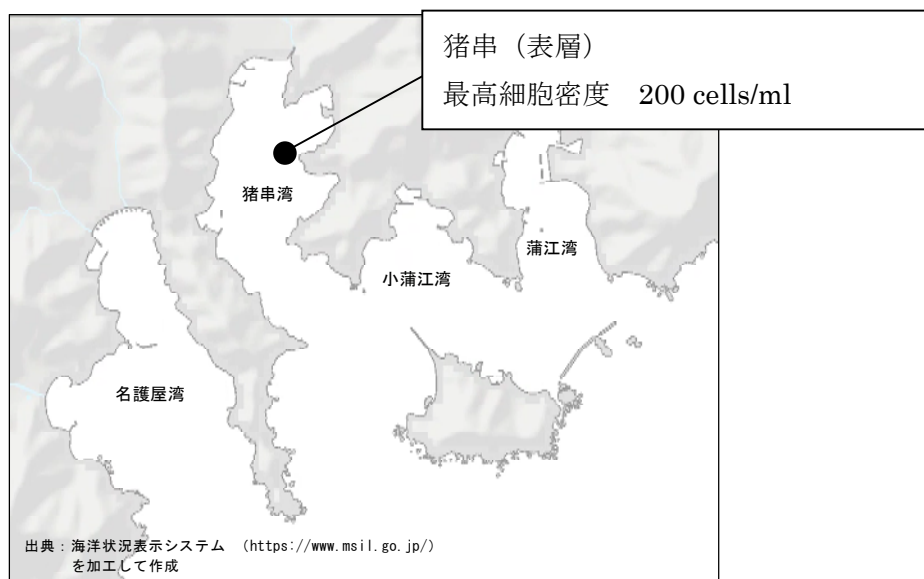 猪串（表層）
最高細胞密度　200 cells/ml
猪串湾
蒲江湾
小蒲江湾
名護屋湾
出典：海洋状況表示システム　（https://www.msil.go.jp/）
を加工して作成